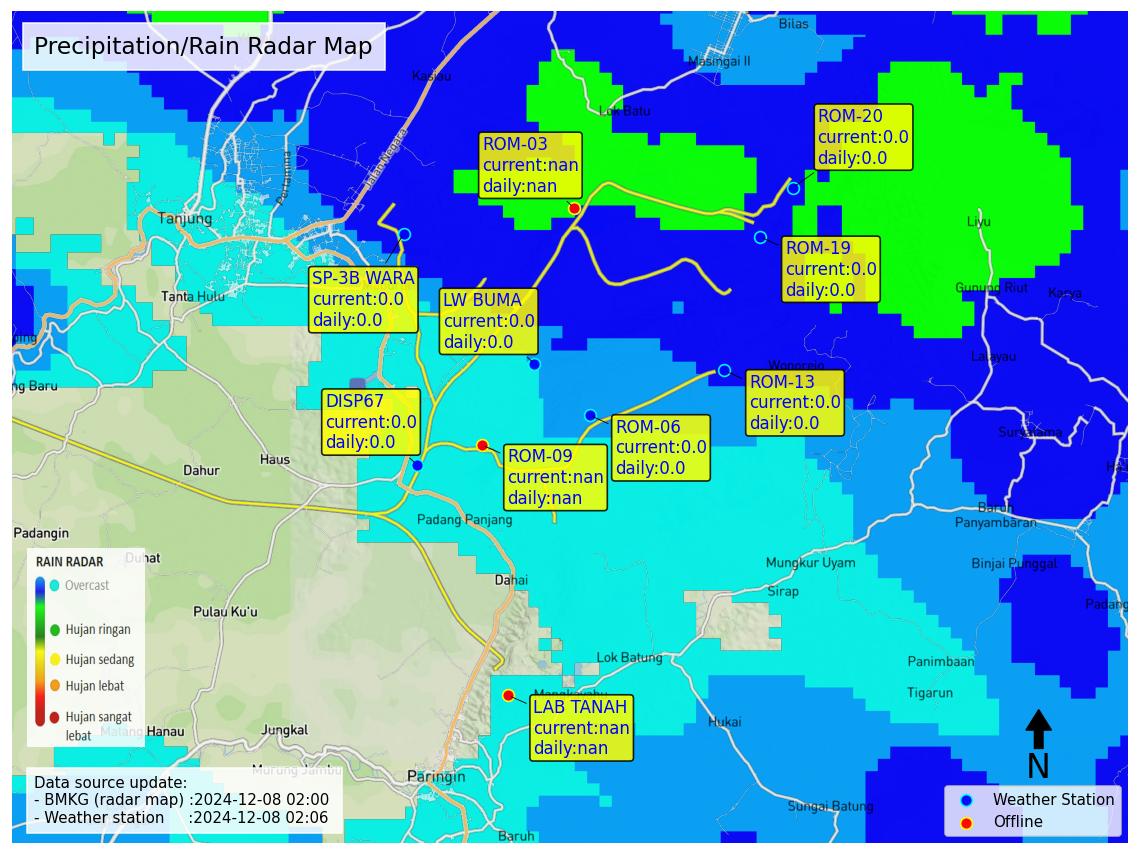 Precipitation/Rain Radar Map
Bilas
Masingai II
Kasiau
Lok Batu
ROM-20
current:0.0
daily:0.0
ROM-03
current:nan
daily:nan
Jalan Negara
Pertamina
Tanjung
Liyu
ROM-19
current:0.0
daily:0.0
SP-3B WARA
current:0.0
daily:0.0
LW BUMA
current:0.0
daily:0.0
Tanta Hulu
Gunung Riut
Karya
ping
Lalayau
Wonorejo
ng Baru
ROM-13
current:0.0
daily:0.0
DISP67
current:0.0
daily:0.0
ROM-06
current:0.0
daily:0.0
Suryatama
ROM-09
current:nan
daily:nan
Haus
Dahur
Ha
Padang Panjang
Baruh
Panyambaran
Padangin
Duhat
Mungkur Uyam
Binjai Punggal
Dahai
Sirap
Padang
Pulau Ku'u
RAIN RADAR
Overcast
Hujan ringan
Hujan sedang
Hujan lebat
Hujan sangat
lebat
Lok Batung
Panimbaan
Tigarun
Mangkayahu
LAB TANAH
current:nan
daily:nan
Hukai
Matang Hanau
Jungkal
Murung Jambu
Paringin
N
Data source update:
- BMKG (radar map) :2024-12-08 02:00
- Weather station :2024-12-08 02:06
Sungai Batung
Weather Station
Offline
Baruh